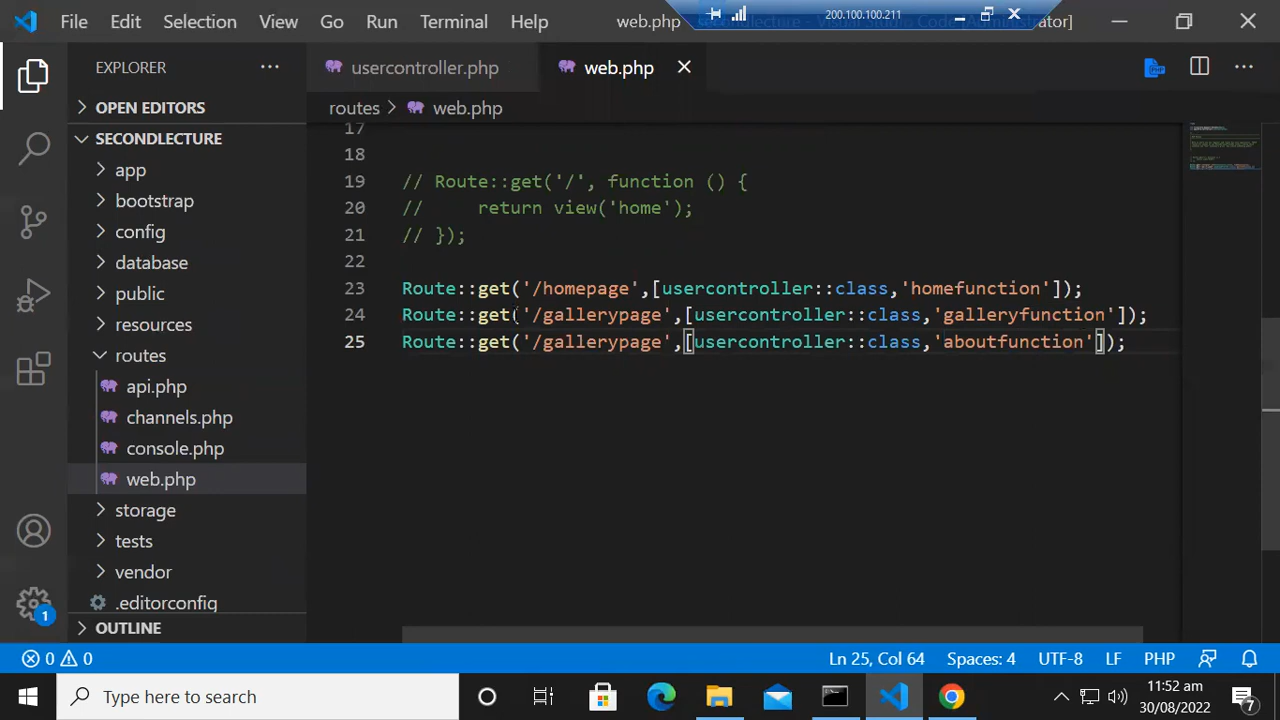 File Edit Selection View Go Run Terminal Help web.php
200.100.100.211
EXPLORER
usercontroller.php
web.php
OPEN EDITORS
SECONDLECTURE
app
bootstrap
config
database
public
resources
routes
api.php
channels.php
console.php
web.php
storage
tests
vendor
.editorconfig
OUTLINE
routes > web.php
17
18
19 // Route::get('/', function () {
20 //     return view('home');
21 // });
22
23 Route::get('/homepage',[usercontroller::class,'homefunction']);
24 Route::get('/gallerypage',[usercontroller::class,'galleryfunction']);
25 Route::get('/gallerypage',[usercontroller::class,'aboutfunction']);
1
0 0
Ln 25, Col 64 Spaces: 4 UTF-8 LF PHP
Type here to search
11:52 am
30/08/2022
7